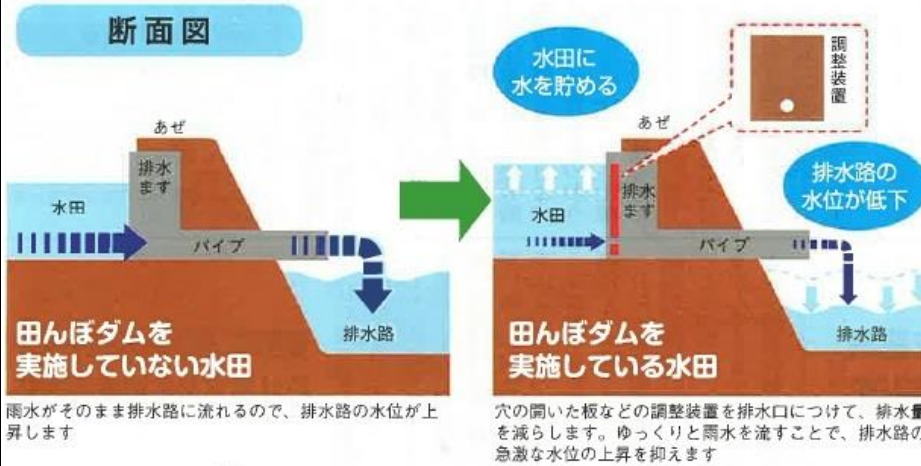 断面図
あぜ
排水
ます
水田
パイプ
排水路
田んぼダムを
実施していない水田
雨水がそのまま排水路に流れるので、排水路の水位が上
昇します
水田に
水を貯める
調整装置
あぜ
排水路の
水位が低下
排水
ます
水田
パイプ
排水路
田んぼダムを
実施している水田
穴の開いた板などの調整装置を排水口につけて、排水量
を減らします。ゆっくりと雨水を流すことで、排水路の
急激な水位の上昇を抑えます